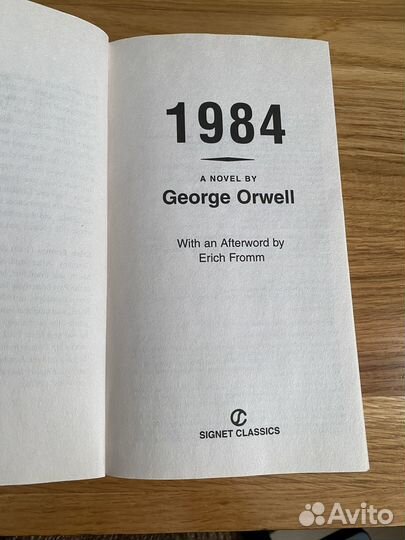 1984
A NOVEL BY
George Orwell
With an Afterword by
Erich Fromm
SIGNET CLASSICS
Avito